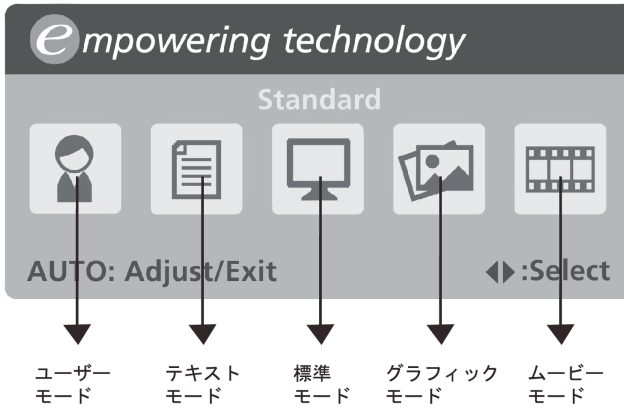 empowering technology
Standard
AUTO: Adjust/Exit ◀▶:Select
ユーザー
モード
テキスト
モード
標準
モード
グラフィック
モード
ムービー
モード